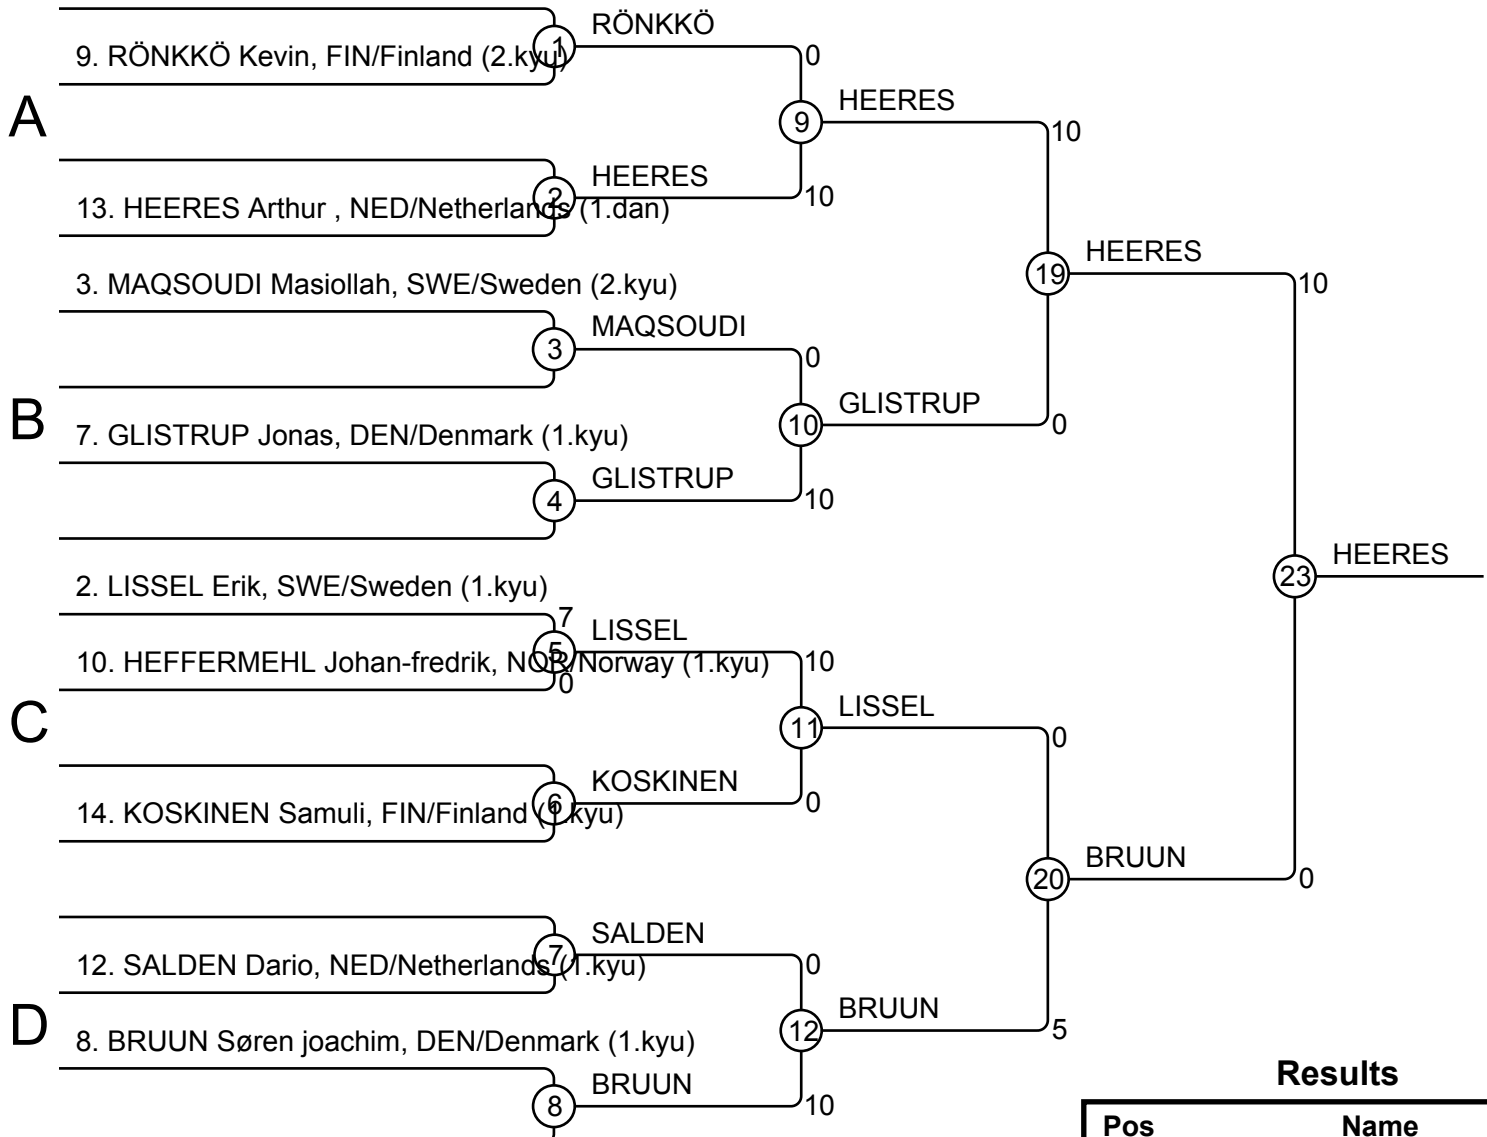 RÖNKKÖ
1
9. RÖNKKÖ Kevin, FIN/Finland (2.kyu)
0
HEERES
A
9
10
HEERES
2
10
13. HEERES Arthur , NED/Netherlands (1.dan)
HEERES
19
10
3. MAQSOUDI Masiollah, SWE/Sweden (2.kyu)
MAQSOUDI
3
0
GLISTRUP
B
10
0
7. GLISTRUP Jonas, DEN/Denmark (1.kyu)
GLISTRUP
4
10
HEERES
23
2. LISSEL Erik, SWE/Sweden (1.kyu)
7
LISSEL
5
10. HEFFERMEHL Johan-fredrik, NOR/Norway (1.kyu)
10
0
LISSEL
C
11
0
KOSKINEN
6
0
14. KOSKINEN Samuli, FIN/Finland (1.kyu)
BRUUN
20
0
SALDEN
7
12. SALDEN Dario, NED/Netherlands (1.kyu)
0
BRUUN
D
12
5
8. BRUUN Søren joachim, DEN/Denmark (1.kyu)
BRUUN
8
10
Results
Pos Name